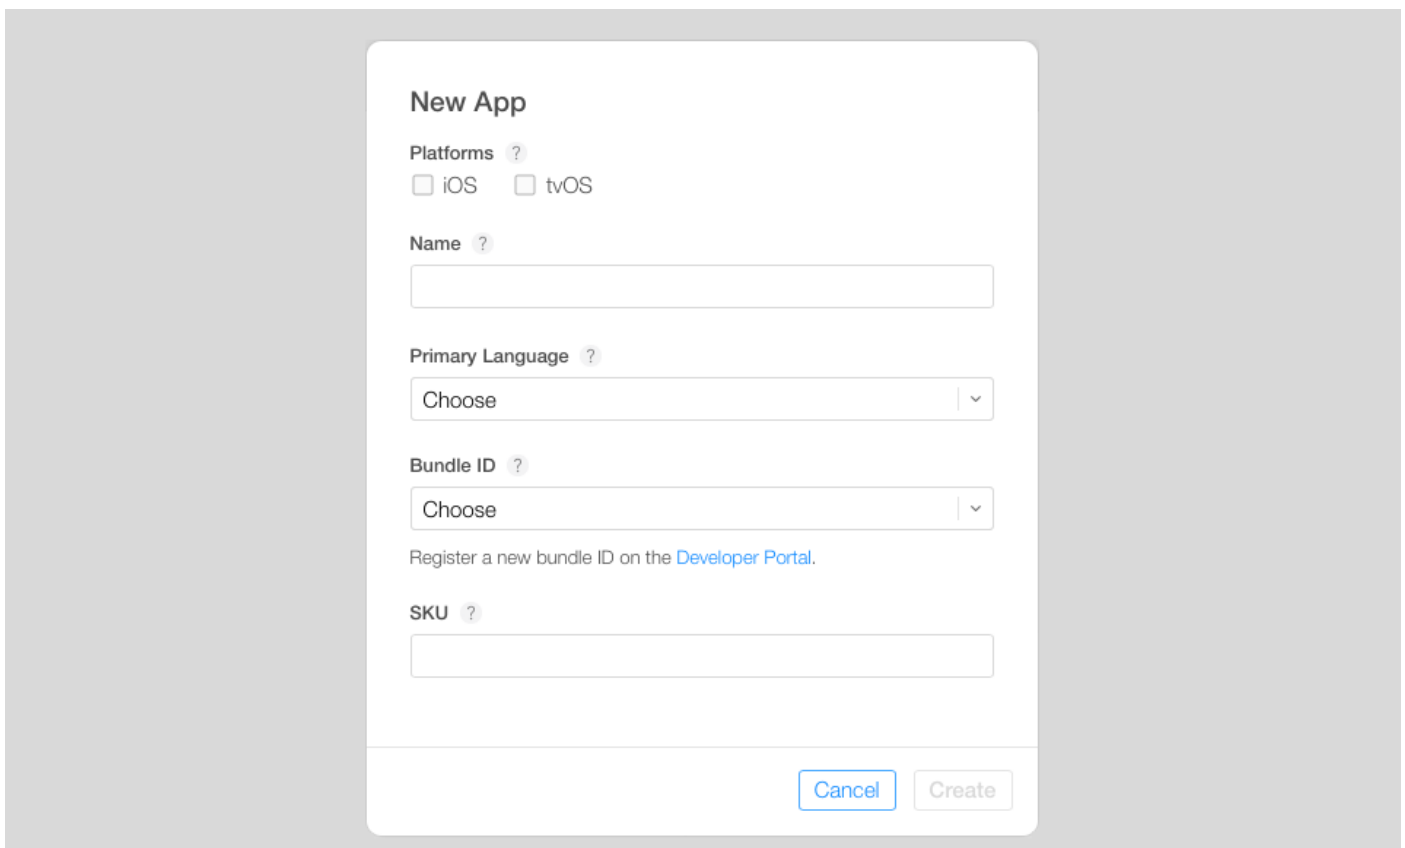 New App
Platforms ?
iOS tvOS
Name ?
Primary Language ?
Choose
Bundle ID ?
Choose
Register a new bundle ID on the Developer Portal.
SKU ?
Cancel Create